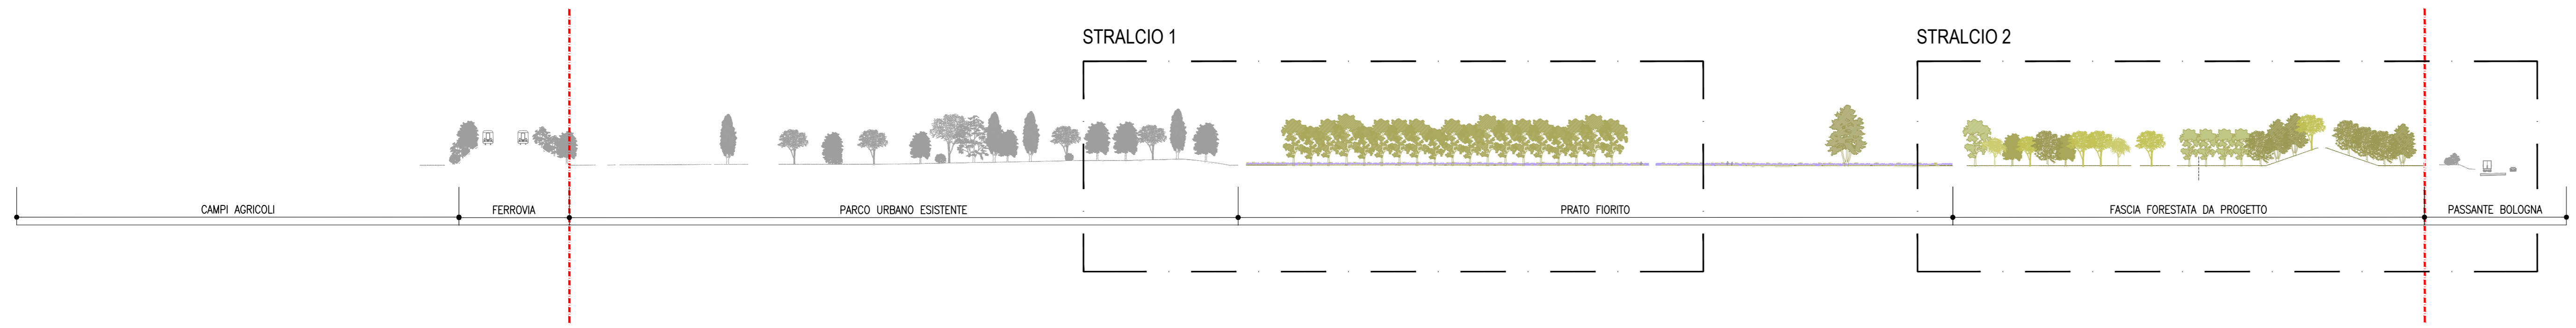 STRALCIO 1
STRALCIO 2
CAMPI AGRICOLI
FERROVIA
PARCO URBANO ESISTENTE
PRATO FIORITO
FASCIA FORESTATA DA PROGETTO
PASSANTE BOLOGNA